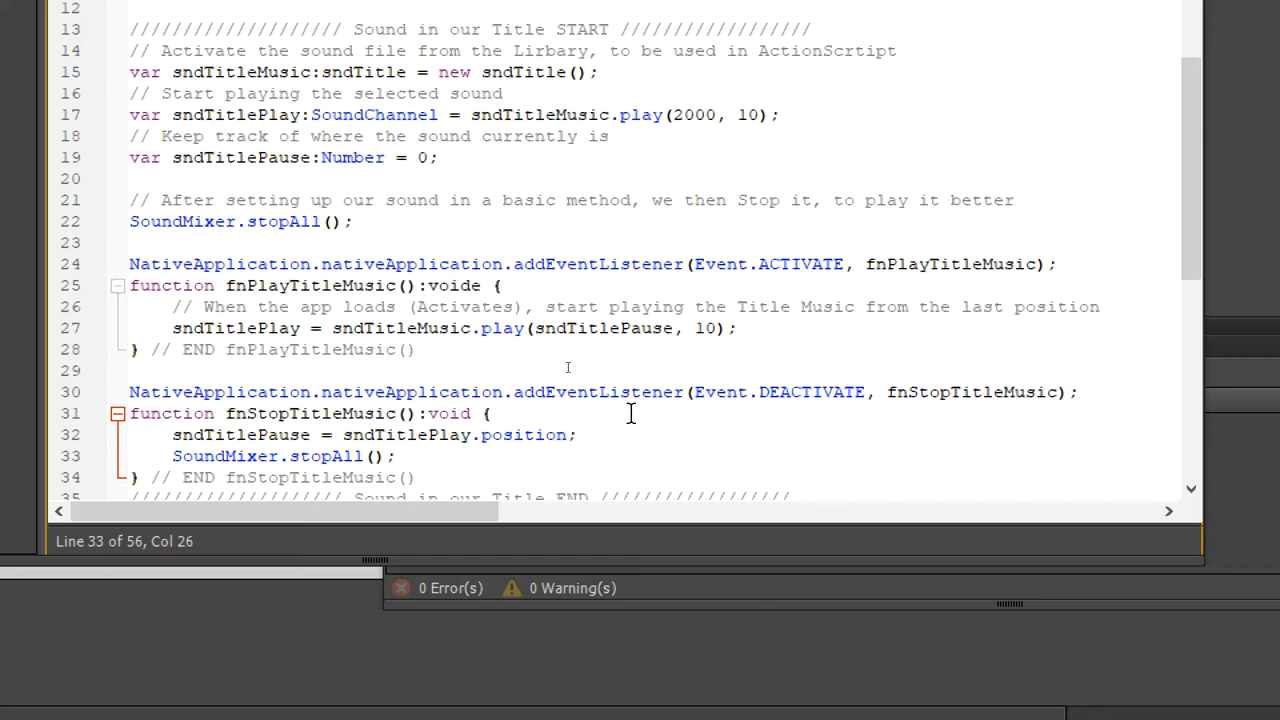 12
13 //////////////////// Sound in our Title START //////////////////
14 // Activate the sound file from the Lirbary, to be used in ActionScrtipt
15 var sndTitleMusic:sndTitle = new sndTitle();
16 // Start playing the selected sound
17 var sndTitlePlay:SoundChannel = sndTitleMusic.play(2000, 10);
18 // Keep track of where the sound currently is
19 var sndTitlePause:Number = 0;
20
21 // After setting up our sound in a basic method, we then Stop it, to play it better
22 SoundMixer.stopAll();
23
24 NativeApplication.nativeApplication.addEventListener(Event.ACTIVATE, fnPlayTitleMusic);
25 function fnPlayTitleMusic():voide {
26 // When the app loads (Activates), start playing the Title Music from the last position
27 sndTitlePlay = sndTitleMusic.play(sndTitlePause, 10);
28 } // END fnPlayTitleMusic()
29
30 NativeApplication.nativeApplication.addEventListener(Event.DEACTIVATE, fnStopTitleMusic);
31 function fnStopTitleMusic():void {
32 sndTitlePause = sndTitlePlay.position;
33 SoundMixer.stopAll();
34 } // END fnStopTitleMusic()
35 //////////////////// Sound in our Title END //////////////////
Line 33 of 56, Col 26
0 Error(s) 0 Warning(s)